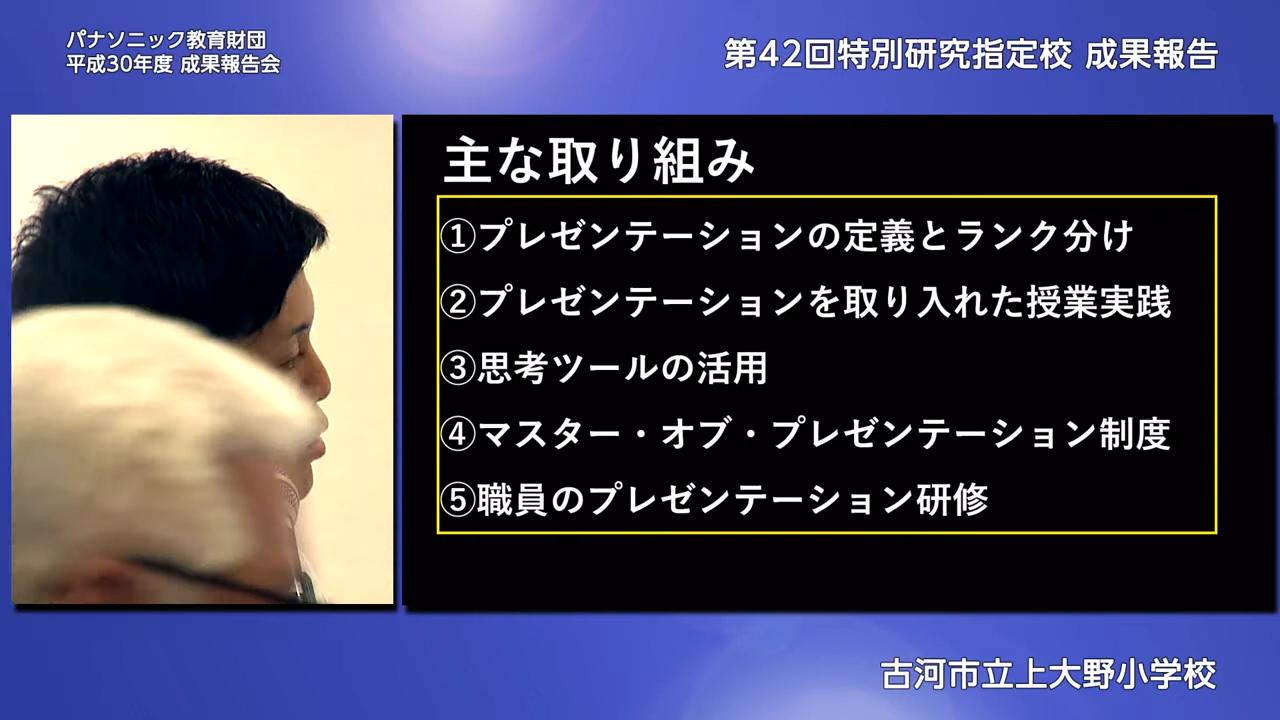 パナソニック教育財団
平成30年度 成果報告会
第42回特別研究指定校 成果報告
主な取り組み
①プレゼンテーションの定義とランク分け
②プレゼンテーションを取り入れた授業実践
③思考ツールの活用
④マスター・オブ・プレゼンテーション制度
⑤職員のプレゼンテーション研修
古河市立上大野小学校